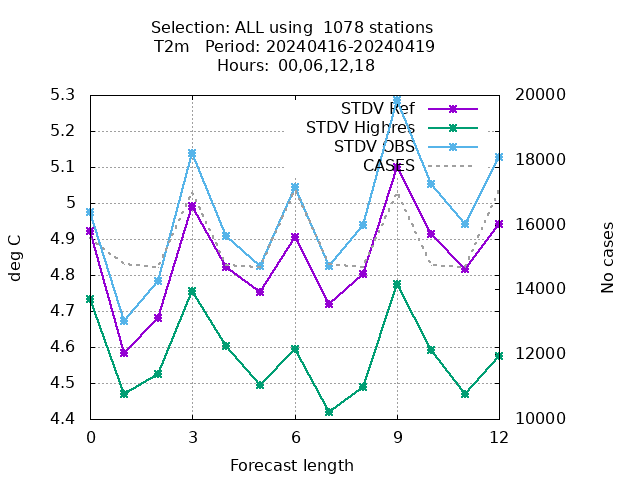 Selection: ALL using  1078 stations
T2m   Period: 20240416-20240419
Hours:  00,06,12,18
5.3
5.2
5.1
5
4.9
4.8
4.7
4.6
4.5
4.4
20000
18000
16000
14000
12000
10000
STDV Ref
STDV Highres
STDV OBS
CASES
deg C
No cases
0 3 6 9 12
Forecast length